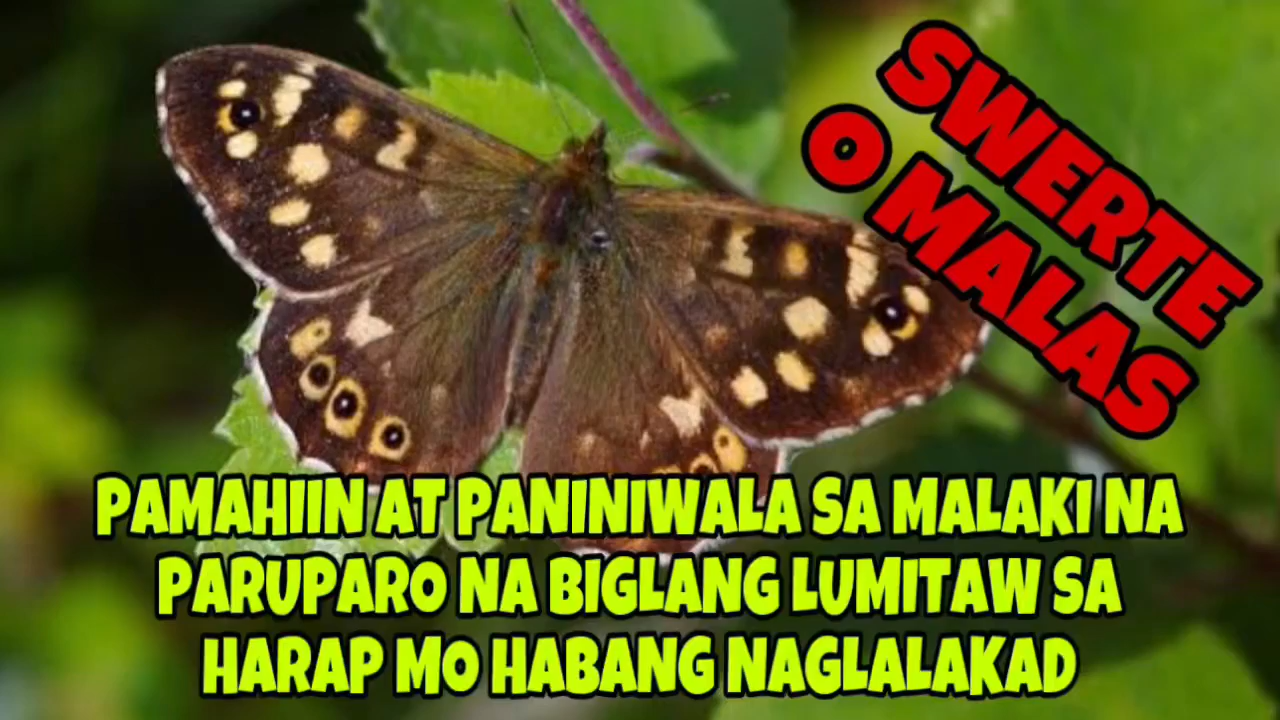 SWERTE
O MALAS
PAMAHIIN AT PANINIWALA SA MALAKI NA
PARUPARO NA BIGLANG LUMITAW SA
HARAP MO HABANG NAGLALAKAD